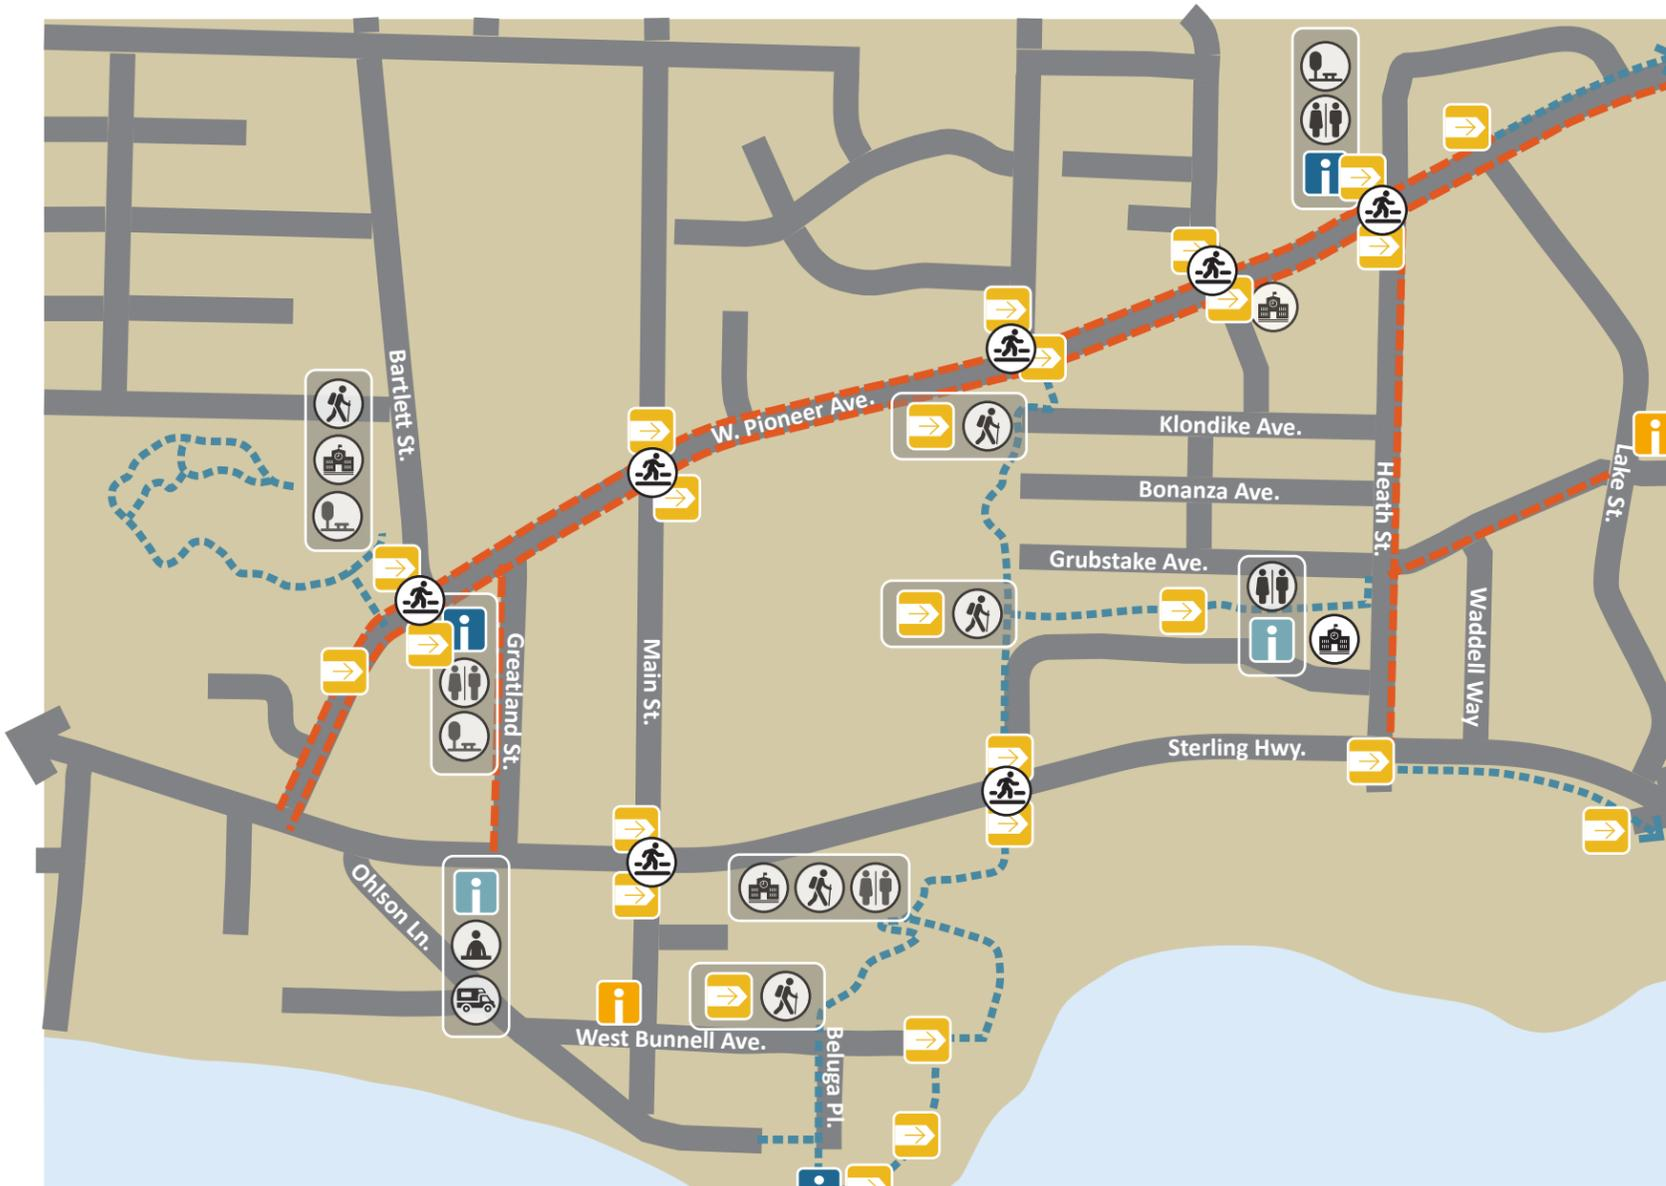 Bartlett St.
W. Pioneer Ave.
Klondike Ave.
Bonanza Ave.
Heath St.
Lake St.
Grubstake Ave.
Greatland St.
Main St.
Waddell Way
Sterling Hwy.
Ohlson Ln.
West Bunnell Ave.
Beluga Pl.